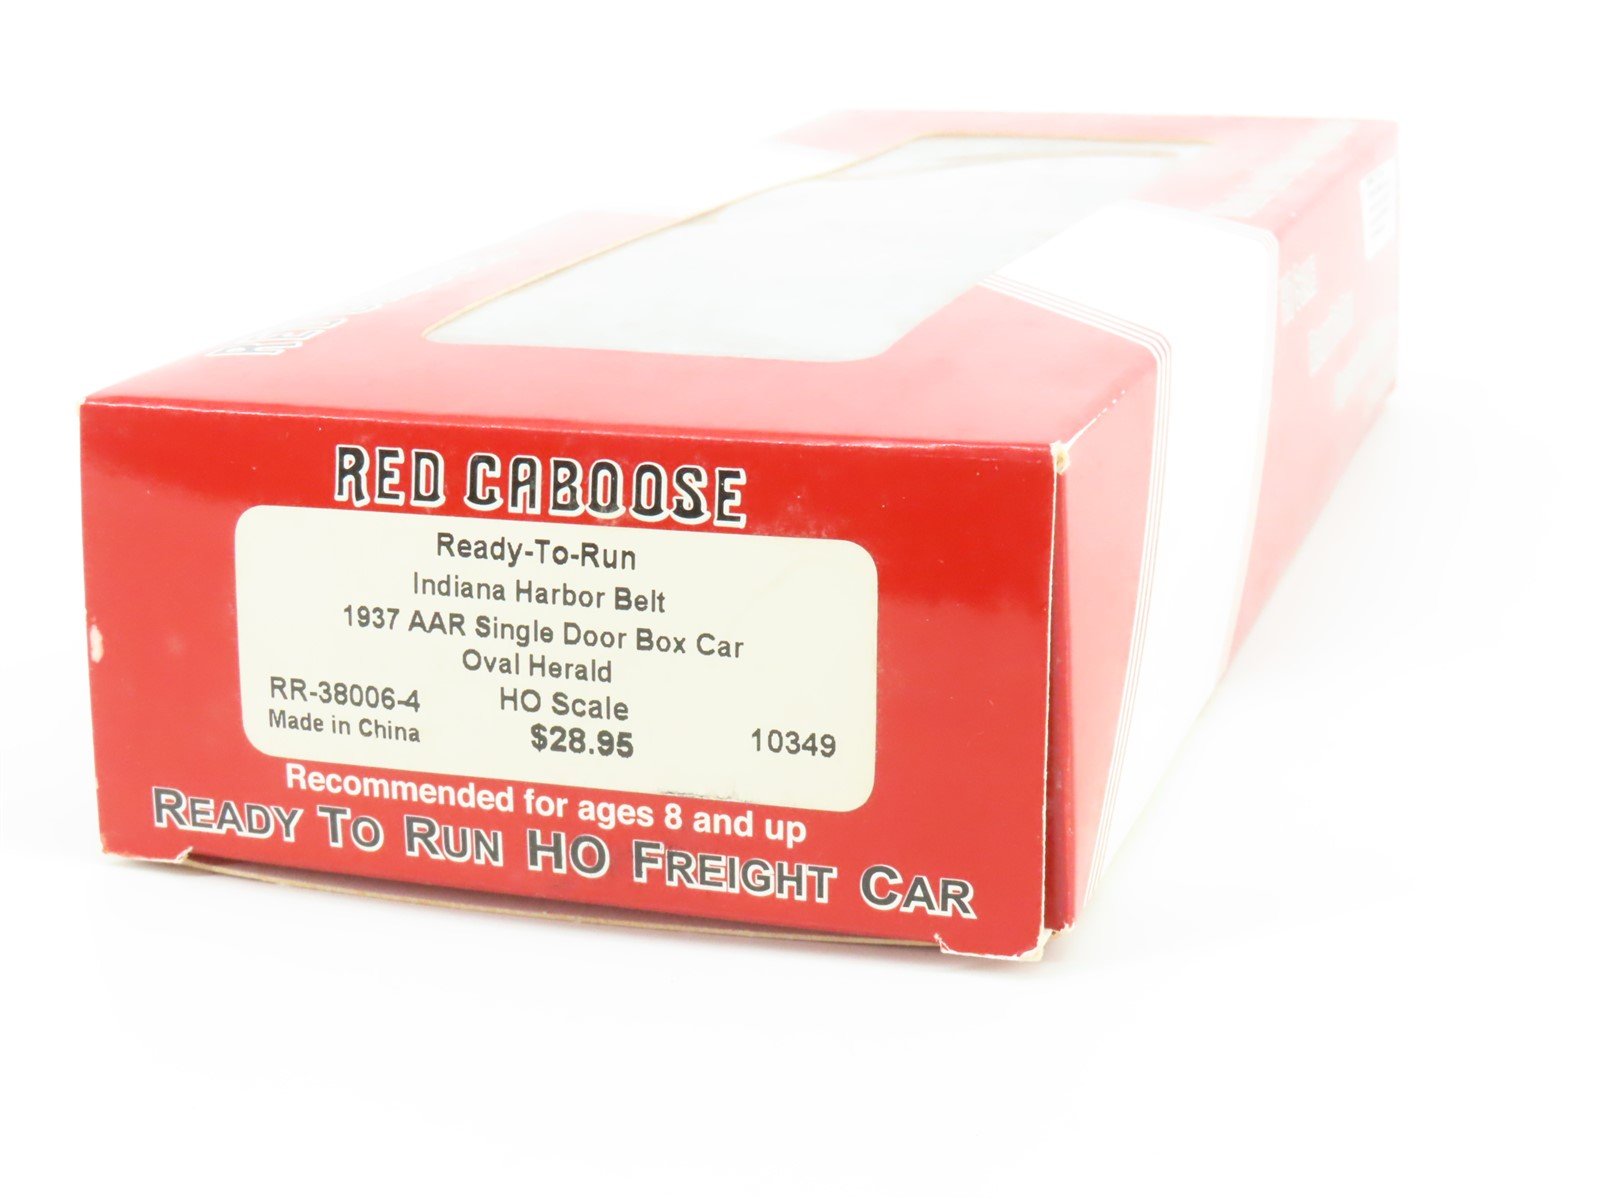 RED CABOOSE
Ready-To-Run
Indiana Harbor Belt
1937 AAR Single Door Box Car
Oval Herald
RR-38006-4 HO Scale
Made in China $28.95 10349
Recommended for ages 8 and up
READY TO RUN HO FREIGHT CAR